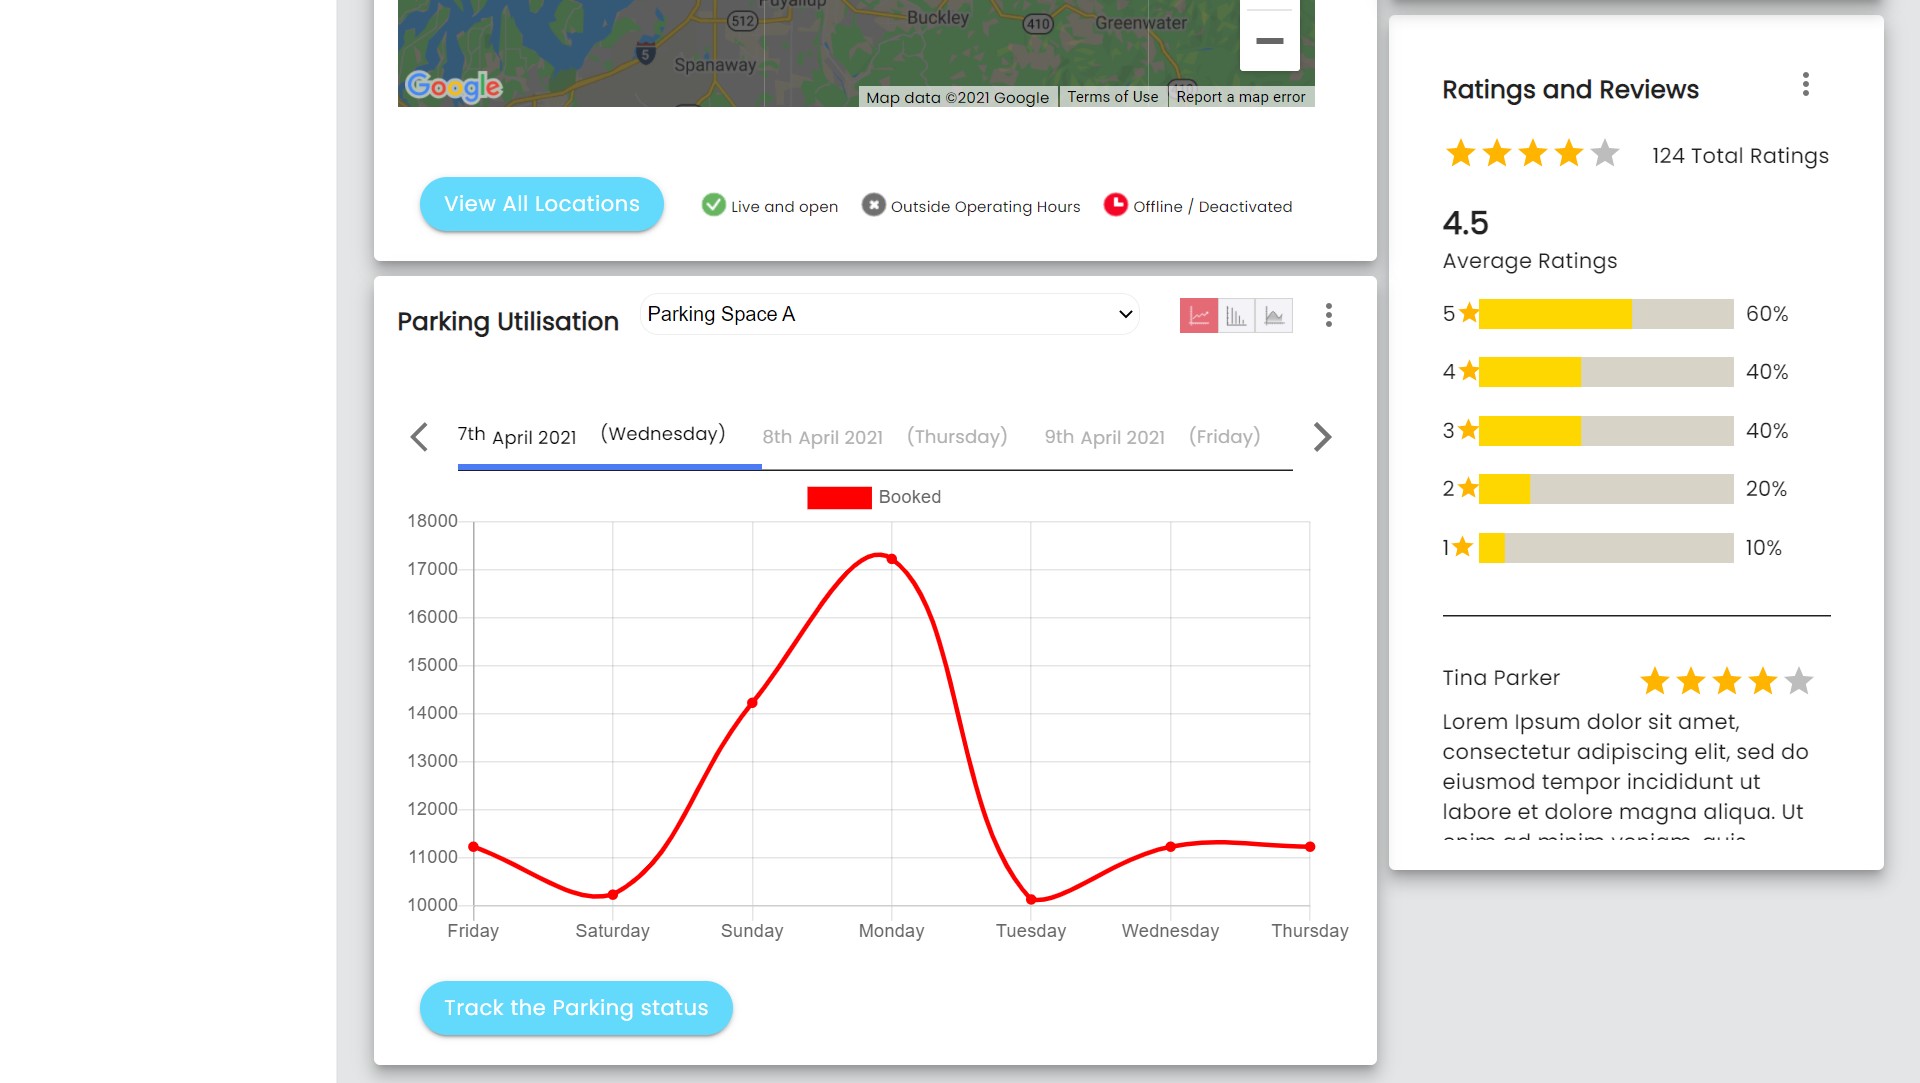 Puyallup
512
Buckley
410
Greenwater
5
Spanaway
Google
Map data ©2021 Google
Terms of Use
Report a map error
View All Locations
Live and open
Outside Operating Hours
Offline / Deactivated
Parking Utilisation
Parking Space A
7th April 2021 (Wednesday)
8th April 2021 (Thursday)
9th April 2021 (Friday)
Booked
18000
17000
16000
15000
14000
13000
12000
11000
10000
Friday
Saturday
Sunday
Monday
Tuesday
Wednesday
Thursday
Track the Parking status
Ratings and Reviews
124 Total Ratings
4.5
Average Ratings
5 60%
4 40%
3 40%
2 20%
1 10%
Tina Parker
Lorem Ipsum dolor sit amet,
consectetur adipiscing elit, sed do
eiusmod tempor incididunt ut
labore et dolore magna aliqua. Ut
enim ad minim veniam, quis